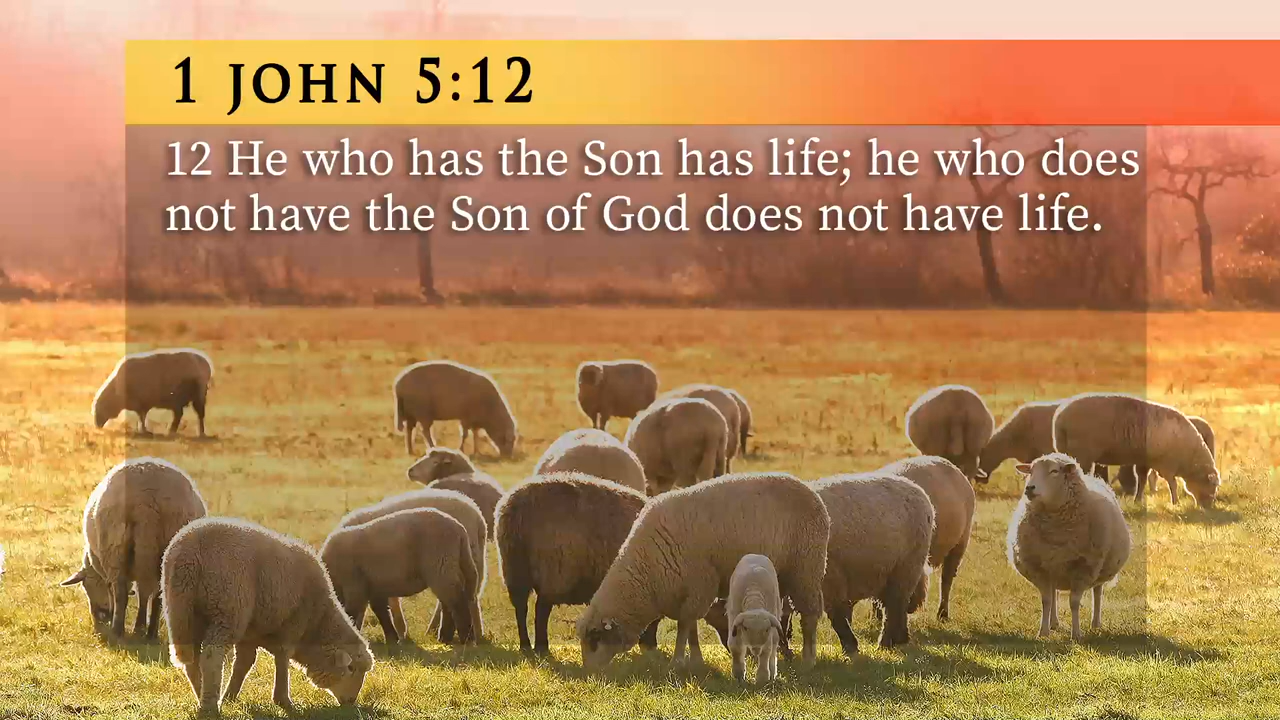 1 JOHN 5:12
12 He who has the Son has life; he who does
not have the Son of God does not have life.